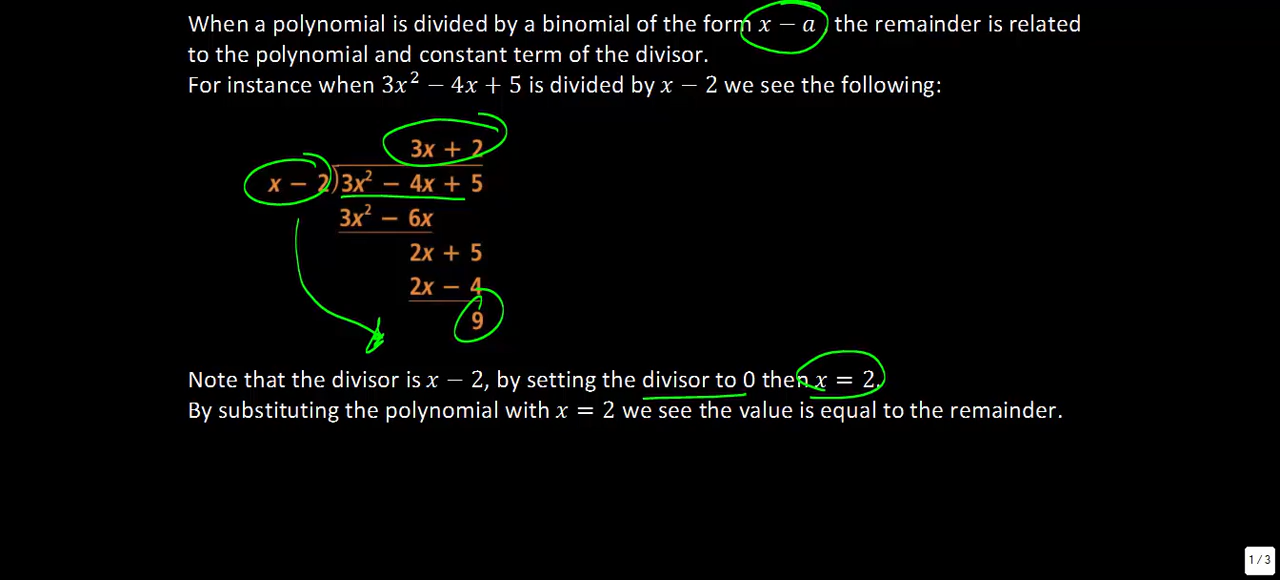 When a polynomial is divided by a binomial of the form x − a the remainder is related
to the polynomial and constant term of the divisor.
For instance when 3x² − 4x + 5 is divided by x − 2 we see the following:
3x + 2
x − 2)3x² − 4x + 5
3x² − 6x
2x + 5
2x − 4
9
Note that the divisor is x − 2, by setting the divisor to 0 then x = 2.
By substituting the polynomial with x = 2 we see the value is equal to the remainder.
1 / 3